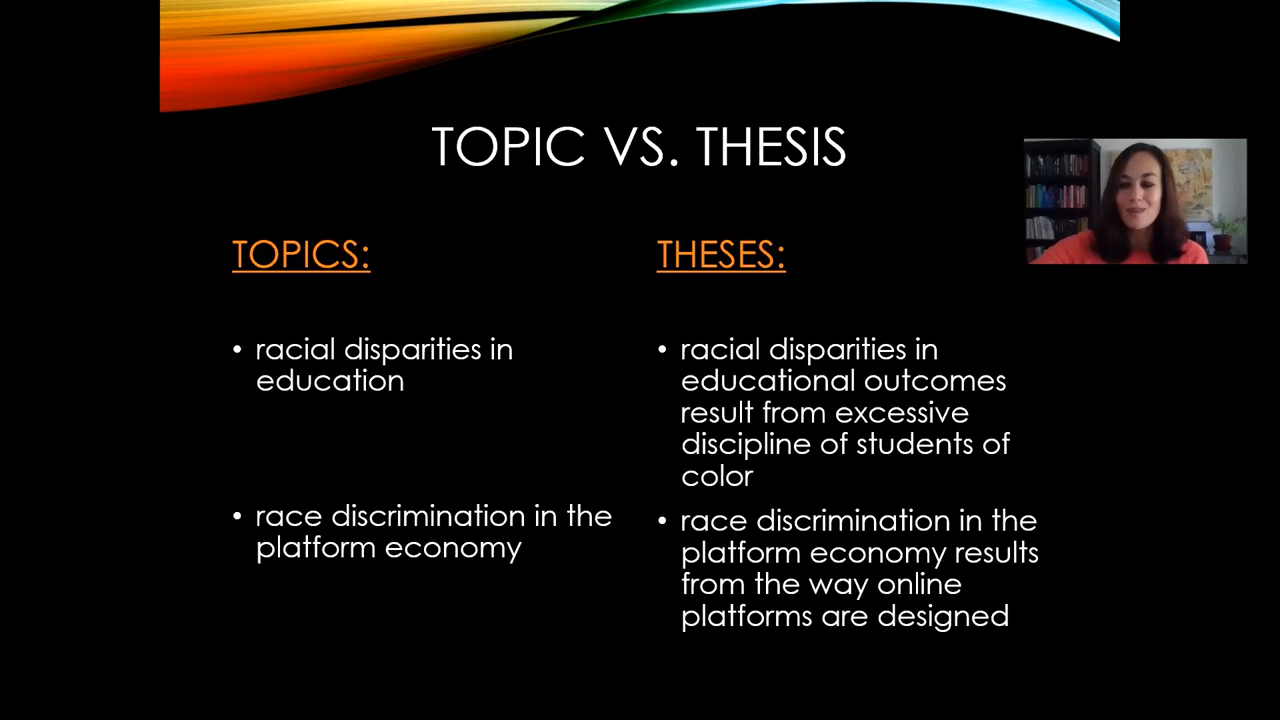 TOPIC VS. THESIS
TOPICS:
• racial disparities in
education
• race discrimination in the
platform economy
THESES:
• racial disparities in
educational outcomes
result from excessive
discipline of students of
color
• race discrimination in the
platform economy results
from the way online
platforms are designed